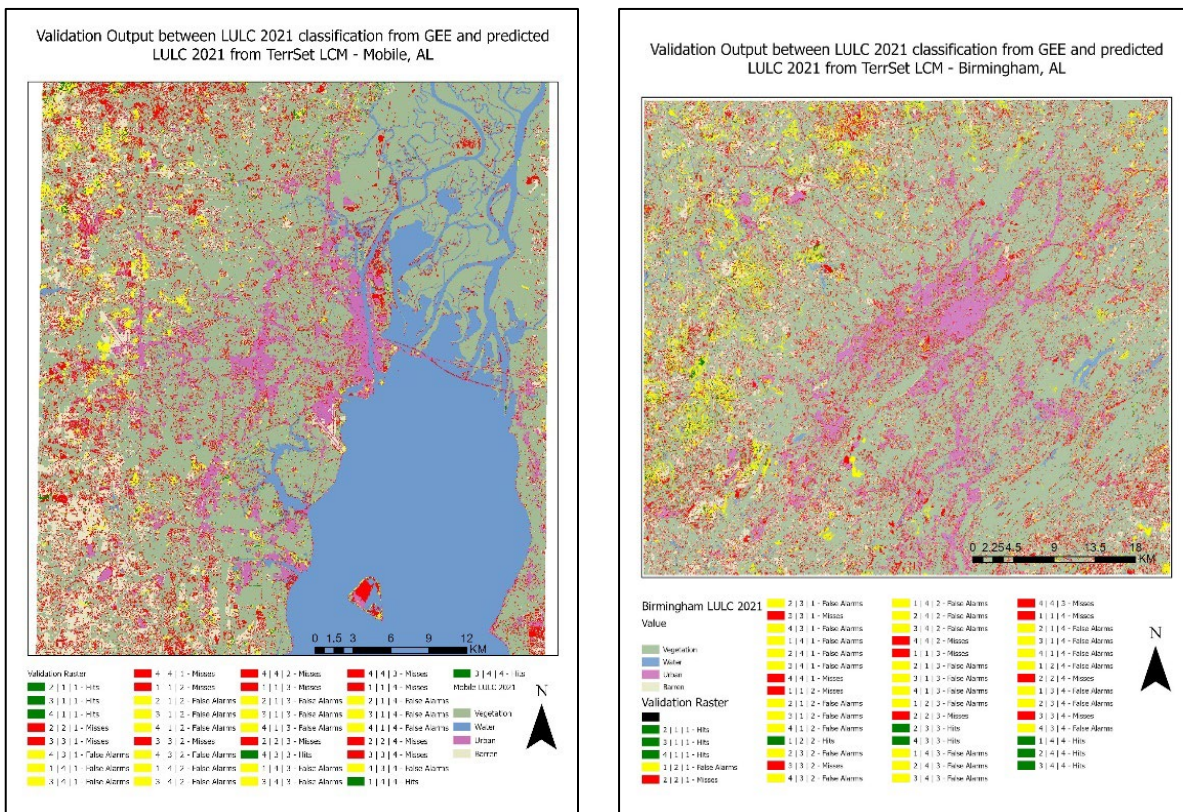 Validation Output between LULC 2021 classification from GEE and predicted
LULC 2021 from TerrSet LCM - Mobile, AL
0 1.5 3 6 9 12
KM
Validation Raster
2 | 1 | 1 - Hits
3 | 1 | 1 - Hits
4 | 1 | 1 - Hits
2 | 2 | 1 - Misses
3 | 3 | 1 - Misses
4 | 3 | 1 - False Alarms
1 | 4 | 1 - False Alarms
3 | 4 | 1 - False Alarms
4 | 4 | 1 - Misses
1 | 1 | 2 - Misses
2 | 1 | 2 - False Alarms
3 | 1 | 2 - False Alarms
4 | 1 | 2 - False Alarms
3 | 3 | 2 - Misses
4 | 3 | 2 - False Alarms
1 | 4 | 2 - False Alarms
3 | 4 | 2 - False Alarms
4 | 4 | 2 - Misses
1 | 1 | 3 - Misses
2 | 1 | 3 - False Alarms
3 | 1 | 3 - False Alarms
4 | 1 | 3 - False Alarms
2 | 2 | 3 - Misses
4 | 3 | 3 - Hits
1 | 4 | 3 - False Alarms
3 | 4 | 3 - False Alarms
4 | 4 | 3 - Misses
1 | 1 | 4 - Misses
2 | 1 | 4 - False Alarms
3 | 1 | 4 - False Alarms
4 | 1 | 4 - False Alarms
2 | 2 | 4 - Misses
3 | 3 | 4 - Misses
4 | 3 | 4 - False Alarms
1 | 4 | 4 - Hits
3 | 4 | 4 - Hits
Mobile LULC 2021
Vegetation
Water
Urban
Barren
N
Validation Output between LULC 2021 classification from GEE and predicted
LULC 2021 from TerrSet LCM - Birmingham, AL
0 2.25 4.5 9 13.5 18
KM
Birmingham LULC 2021
Value
Vegetation
Water
Urban
Barren
Validation Raster
2 | 1 | 1 - Hits
3 | 1 | 1 - Hits
4 | 1 | 1 - Hits
1 | 2 | 1 - False Alarms
2 | 2 | 1 - Misses
2 | 3 | 1 - False Alarms
3 | 3 | 1 - Misses
4 | 3 | 1 - False Alarms
1 | 4 | 1 - False Alarms
2 | 4 | 1 - False Alarms
3 | 4 | 1 - False Alarms
4 | 4 | 1 - Misses
1 | 1 | 2 - Misses
2 | 1 | 2 - False Alarms
3 | 1 | 2 - False Alarms
4 | 1 | 2 - False Alarms
1 | 2 | 2 - Hits
2 | 3 | 2 - False Alarms
3 | 3 | 2 - Misses
4 | 3 | 2 - False Alarms
1 | 4 | 2 - False Alarms
2 | 4 | 2 - False Alarms
3 | 4 | 2 - False Alarms
4 | 4 | 2 - Misses
1 | 1 | 3 - Misses
2 | 1 | 3 - False Alarms
3 | 1 | 3 - False Alarms
4 | 1 | 3 - False Alarms
1 | 2 | 3 - False Alarms
2 | 2 | 3 - Misses
2 | 3 | 3 - Hits
4 | 3 | 3 - Hits
1 | 4 | 3 - False Alarms
2 | 4 | 3 - False Alarms
3 | 4 | 3 - False Alarms
4 | 4 | 3 - Misses
1 | 1 | 4 - Misses
2 | 1 | 4 - False Alarms
3 | 1 | 4 - False Alarms
4 | 1 | 4 - False Alarms
1 | 2 | 4 - False Alarms
2 | 2 | 4 - Misses
1 | 3 | 4 - False Alarms
2 | 3 | 4 - False Alarms
3 | 3 | 4 - Misses
4 | 3 | 4 - False Alarms
1 | 4 | 4 - Hits
2 | 4 | 4 - Hits
3 | 4 | 4 - Hits
N